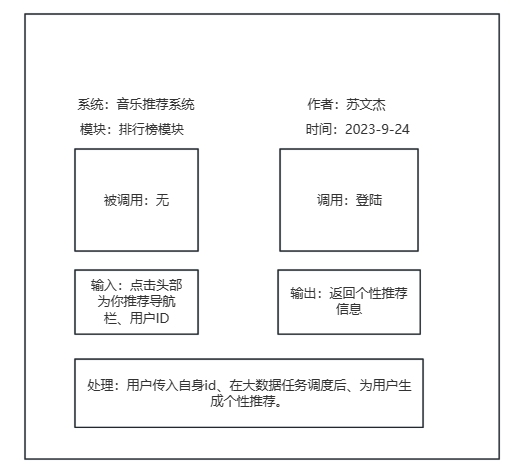 系统：音乐推荐系统
作者：苏文杰
模块：排行榜模块
时间：2023-9-24
被调用：无
调用：登陆
输入：点击头部
为你推荐导航
栏、用户ID
输出：返回个性推荐
信息
处理：用户传入自身id、在大数据任务调度后、为用户生
成个性推荐。